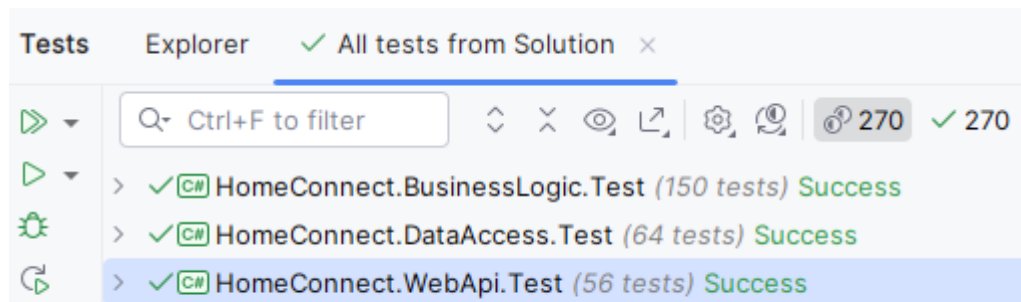 Tests Explorer All tests from Solution
Ctrl+F to filter 270 270
C# HomeConnect.BusinessLogic.Test (150 tests) Success
C# HomeConnect.DataAccess.Test (64 tests) Success
C# HomeConnect.WebApi.Test (56 tests) Success